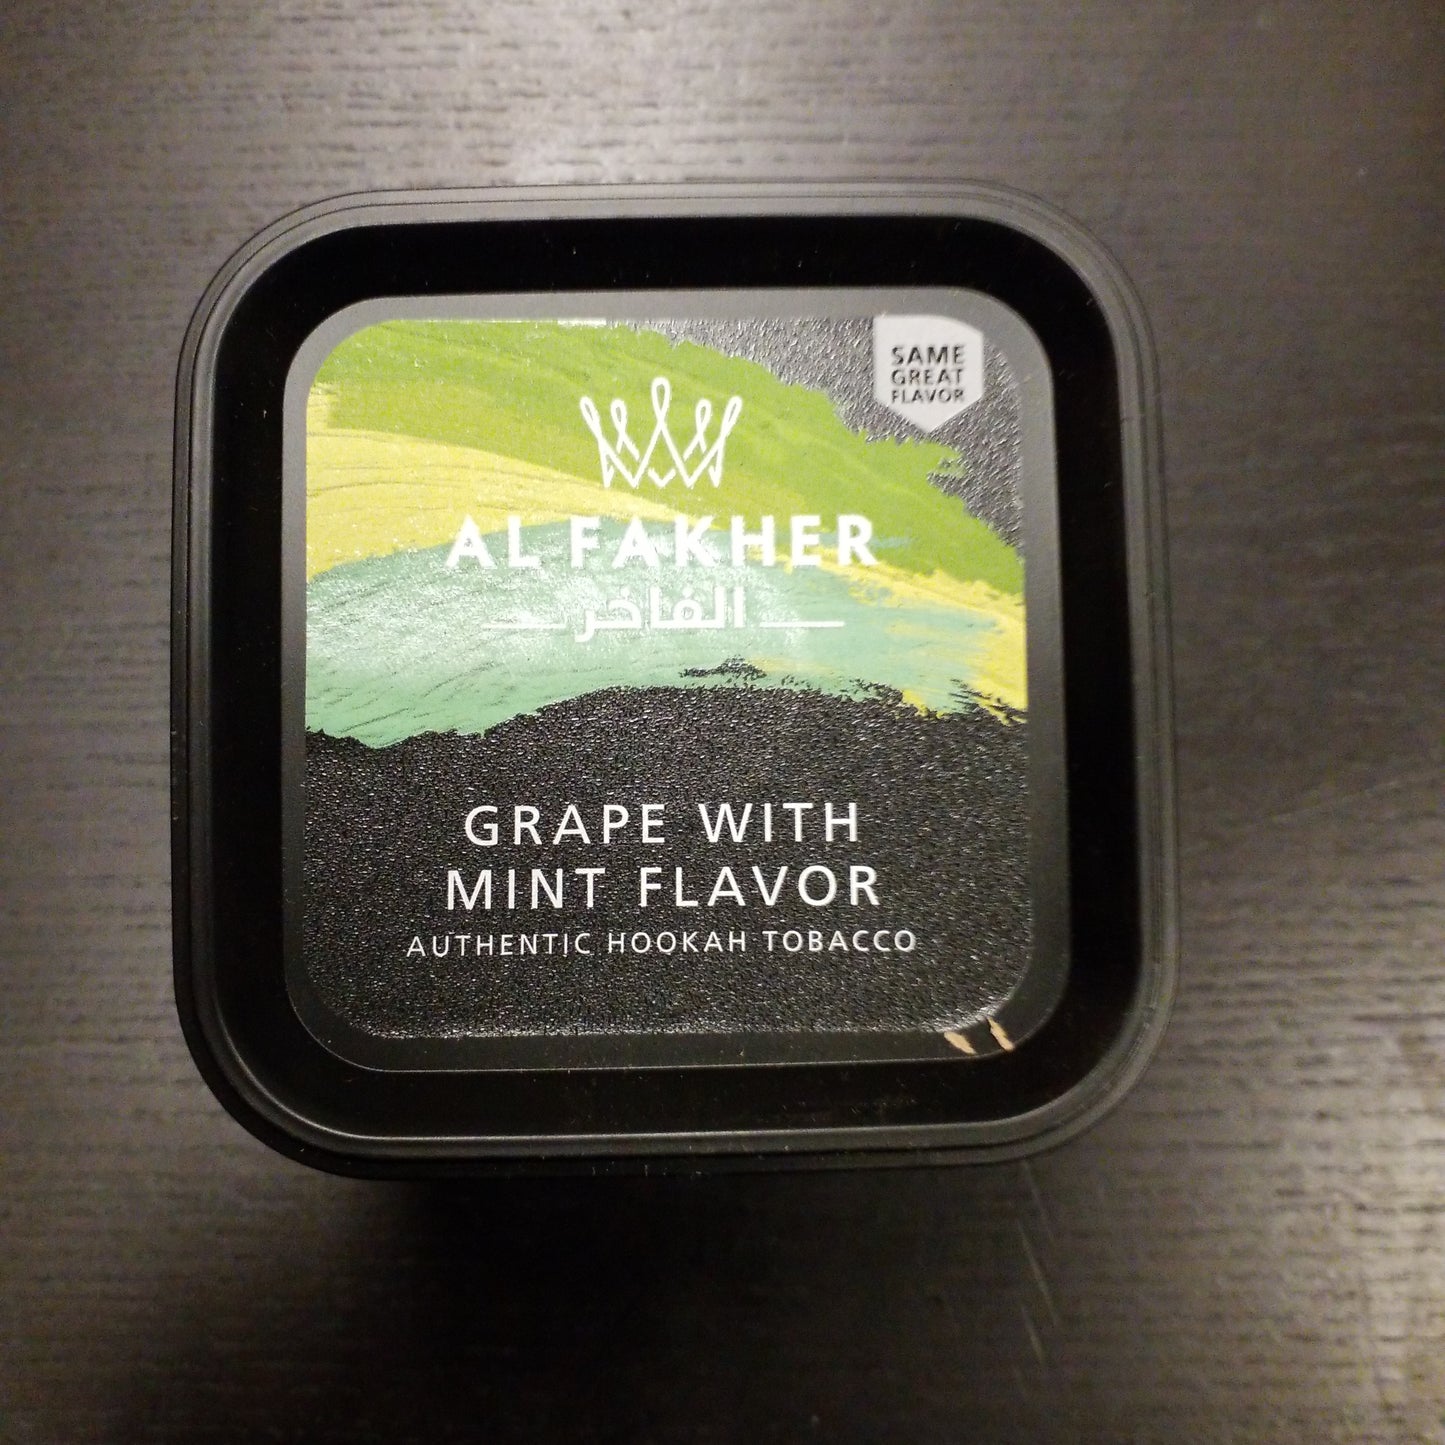 SAME
GREAT
FLAVOR
AL FAKHER
الفاخر
GRAPE WITH
MINT FLAVOR
AUTHENTIC HOOKAH TOBACCO